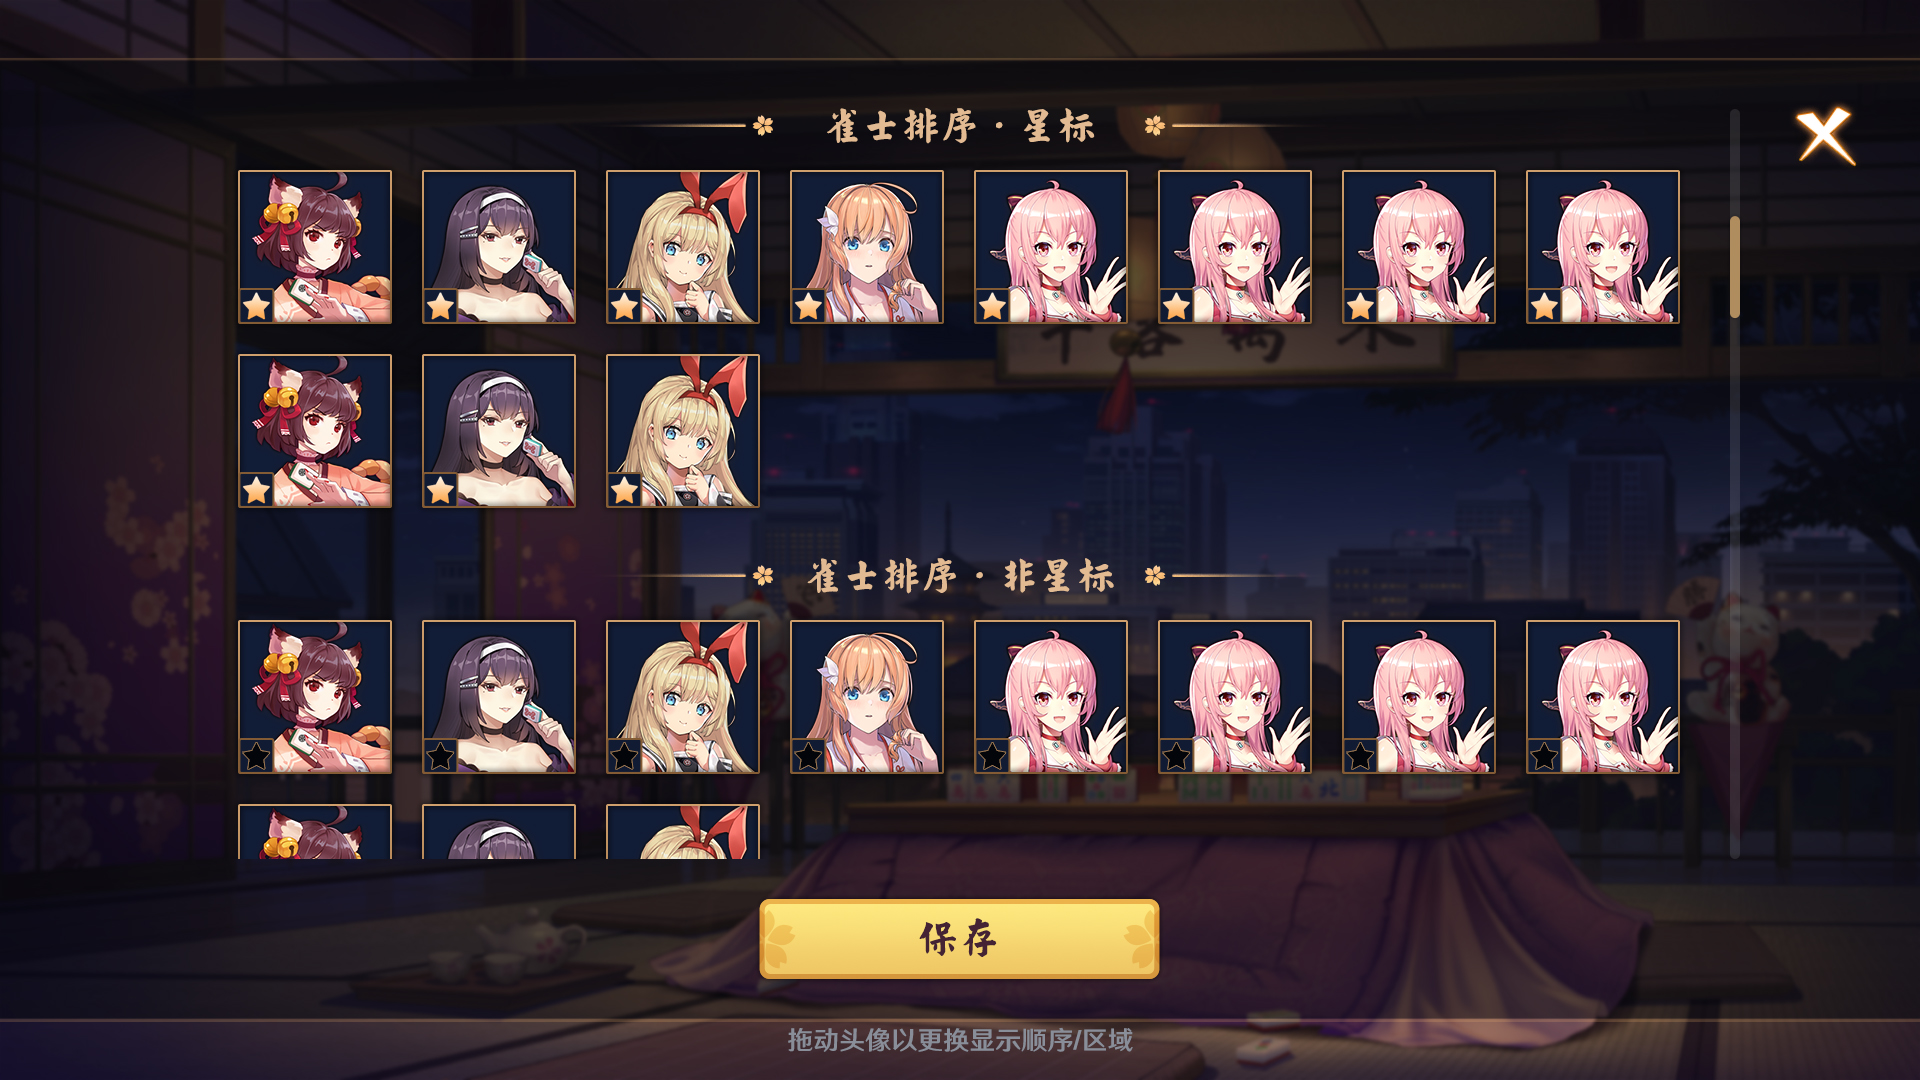 雀士排序·星标
雀士排序·非星标
保存
拖动头像以更换显示顺序/区域